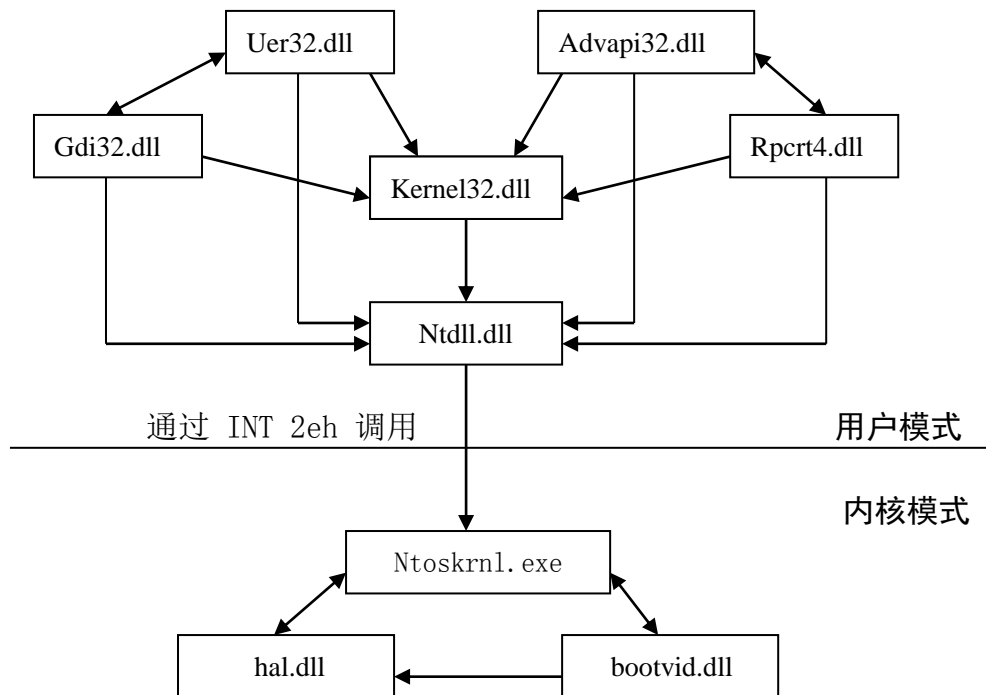 Uer32.dll
Advapi32.dll
Gdi32.dll
Rpcrt4.dll
Kernel32.dll
Ntdll.dll
通过 INT 2eh 调用
用户模式
内核模式
Ntoskrnl.exe
hal.dll
bootvid.dll